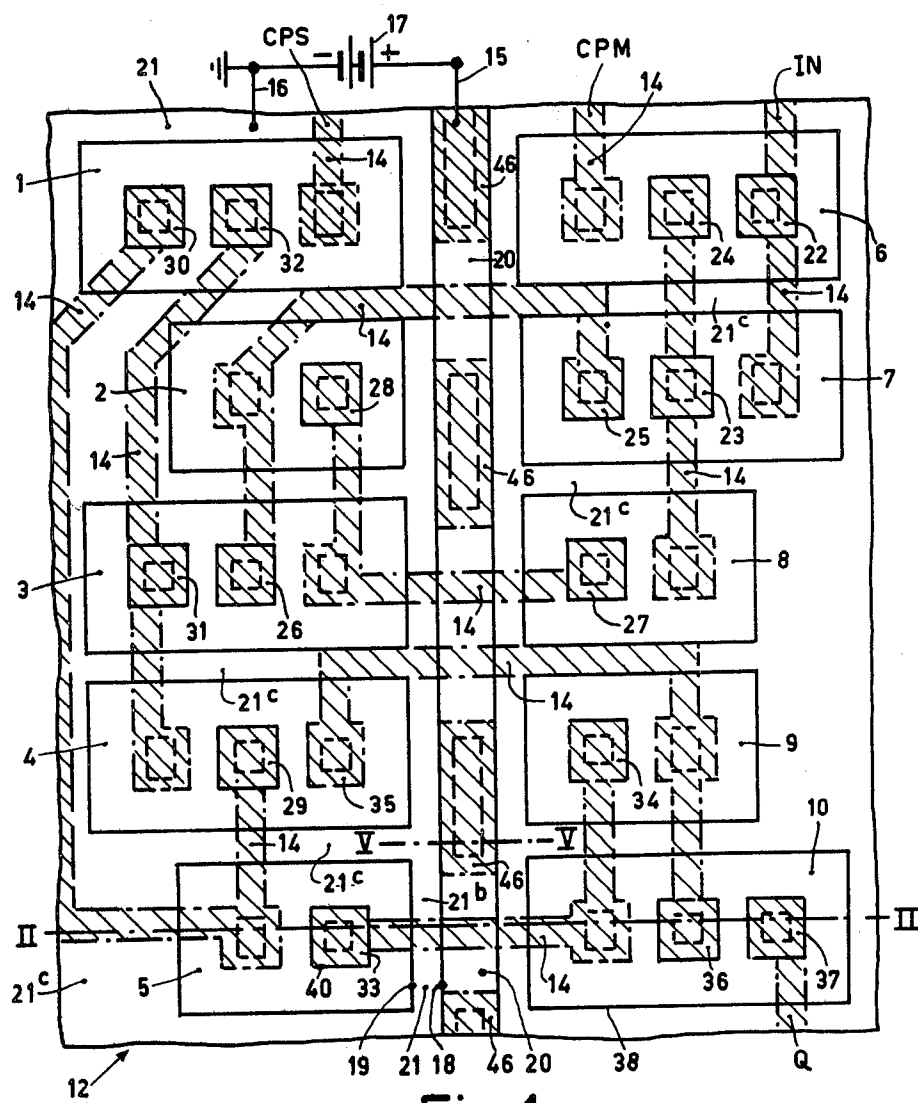 CPS - + 17
CPM
21 16 15 14 IN
1 14 46
30 32 20 24 22 6
14 14 21c 14
2 28 25 23 7
14 46 14
21c
3 31 26 14 27 8
21c 14
4 29 35 34 9
14 V V 10
21c 46
21b
II II
21c 5 40 33 14 36 37
19 21 18 46 20 38 Q
12